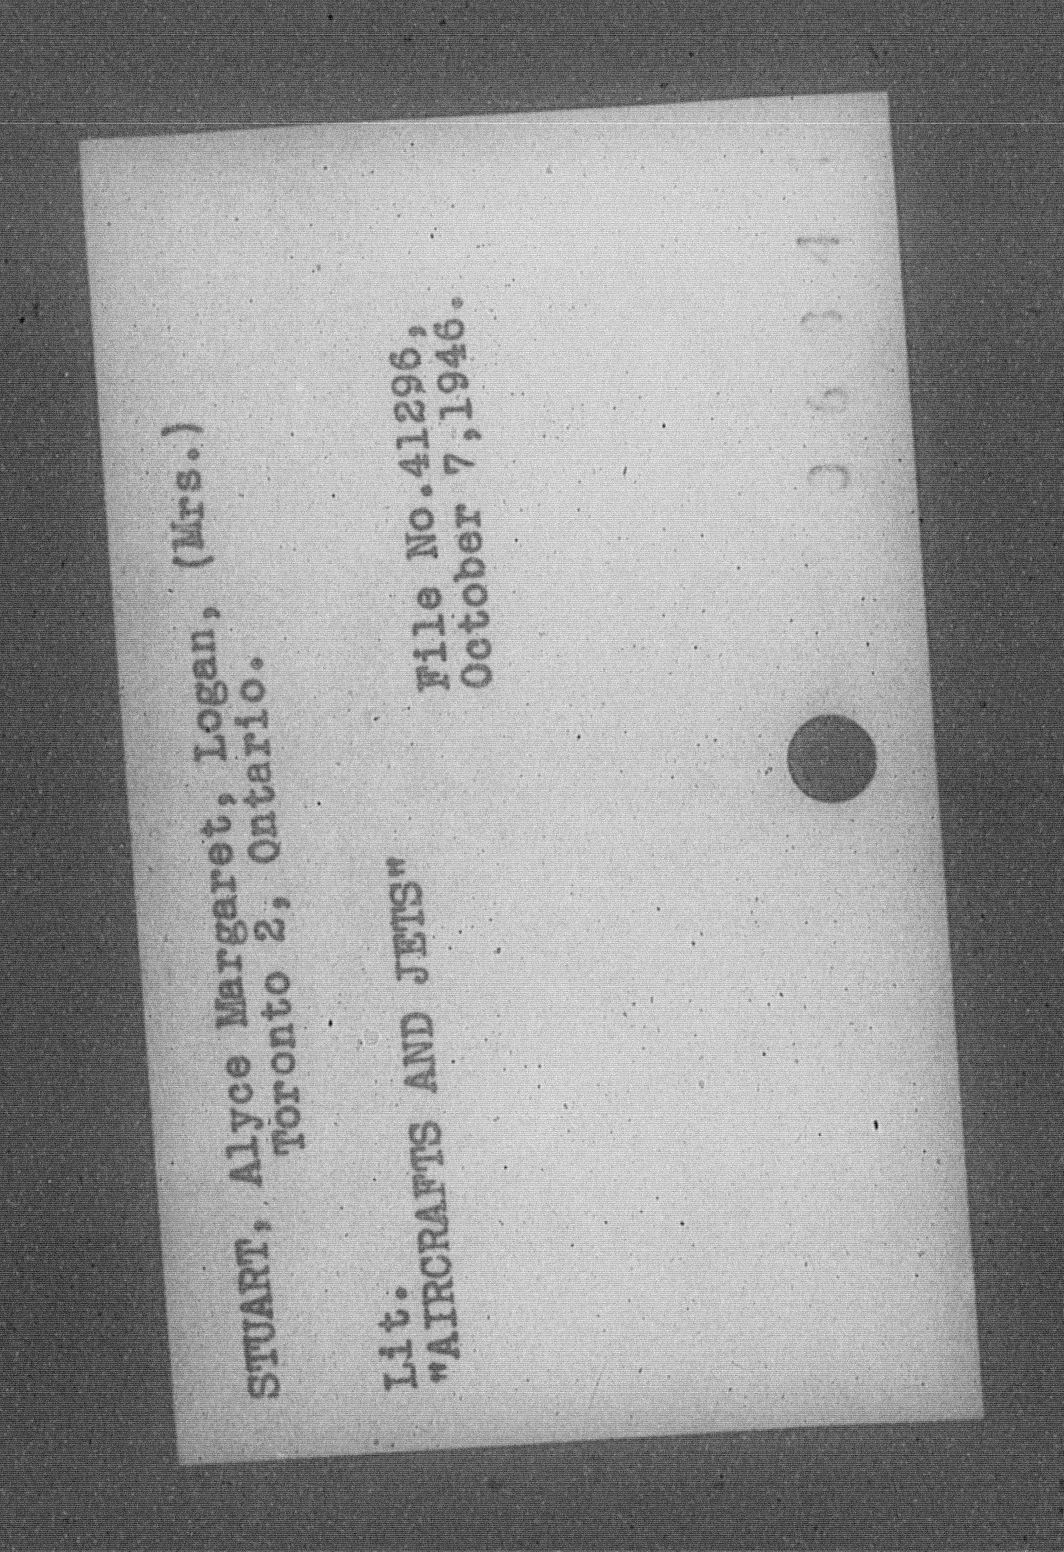 STUART, Alyce Margaret, Logan, (Mrs.)
Toronto 2, Ontario.
Lit. File No.41296,
"AIRCRAFTS AND JETS" October 7,1946.